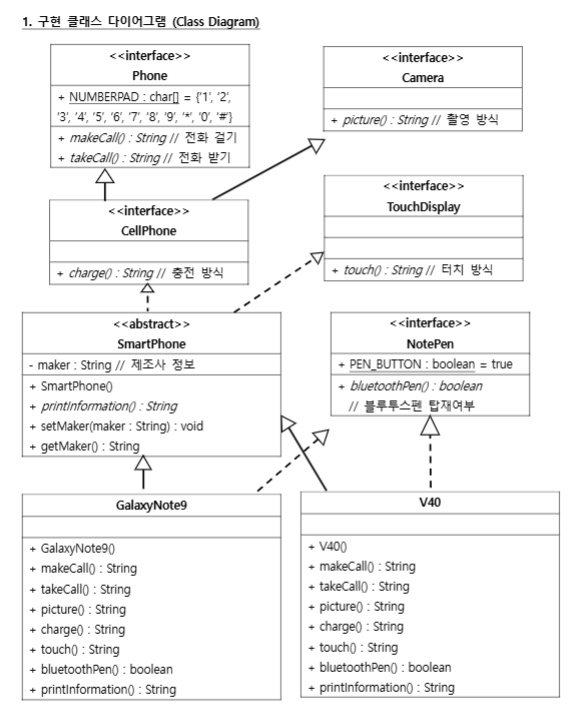 1. 구현 클래스 다이어그램 (Class Diagram)
<<interface>>
Phone
+ NUMBERPAD : char[] = {'1', '2',
'3', '4', '5', '6', '7', '8', '9', '*', '0', '#'}
+ makeCall() : String // 전화 걸기
+ takeCall() : String // 전화 받기
<<interface>>
Camera
+ picture() : String // 촬영 방식
<<interface>>
CellPhone
+ charge() : String // 충전 방식
<<interface>>
TouchDisplay
+ touch() : String // 터치 방식
<<abstract>>
SmartPhone
- maker : String // 제조사 정보
+ SmartPhone()
+ printInformation() : String
+ setMaker(maker : String) : void
+ getMaker() : String
<<interface>>
NotePen
+ PEN_BUTTON : boolean = true
+ bluetoothPen() : boolean
// 블루투스펜 탑재여부
GalaxyNote9
+ GalaxyNote9()
+ makeCall() : String
+ takeCall() : String
+ picture() : String
+ charge() : String
+ touch() : String
+ bluetoothPen() : boolean
+ printInformation() : String
V40
+ V40()
+ makeCall() : String
+ takeCall() : String
+ picture() : String
+ charge() : String
+ touch() : String
+ bluetoothPen() : boolean
+ printInformation() : String